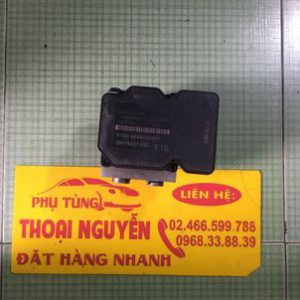 PHỤ TÙNG
THOẠI NGUYỄN
ĐẶT HÀNG NHANH
LIÊN HỆ:
02.466.599.788
0968.33.88.39